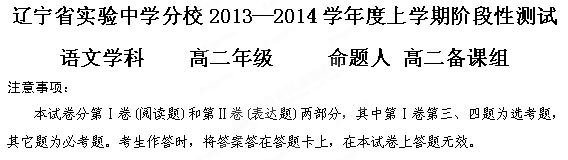 辽宁省实验中学分校 2013—2014 学年度上学期阶段性测试
语文学科 高二年级 命题人 高二备课组
注意事项：
本试卷分第Ⅰ卷(阅读题)和第Ⅱ卷(表达题)两部分，其中第Ⅰ卷第三、四题为选考题，
其它题为必考题。考生作答时，将答案答在答题卡上，在本试卷上答题无效。